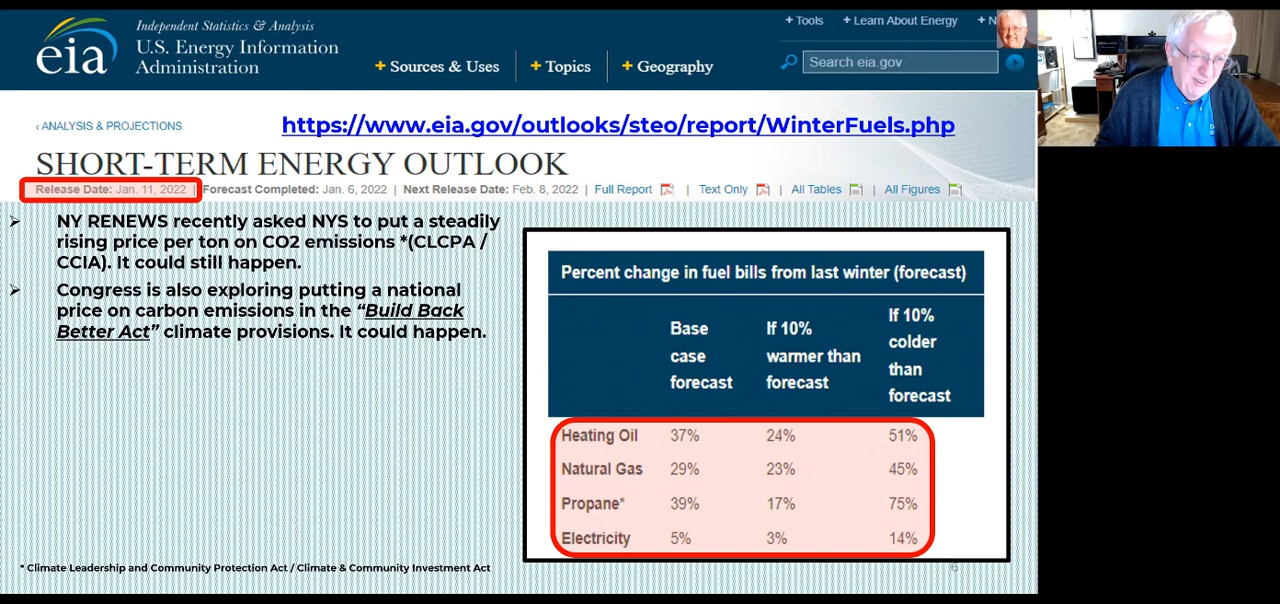 eia
Independent Statistics & Analysis
U.S. Energy Information
Administration
+ Tools + Learn About Energy + N
+ Sources & Uses + Topics + Geography
Search eia.gov
‹ ANALYSIS & PROJECTIONS
https://www.eia.gov/outlooks/steo/report/WinterFuels.php
SHORT-TERM ENERGY OUTLOOK
Release Date: Jan. 11, 2022 | Forecast Completed: Jan. 6, 2022 | Next Release Date: Feb. 8, 2022 | Full Report | Text Only | All Tables | All Figures
➢ NY RENEWS recently asked NYS to put a steadily
rising price per ton on CO2 emissions *(CLCPA /
CCIA). It could still happen.
➢ Congress is also exploring putting a national
price on carbon emissions in the “Build Back
Better Act” climate provisions. It could happen.
Percent change in fuel bills from last winter (forecast)
Base
case
forecast
If 10%
warmer than
forecast
If 10%
colder
than
forecast
Heating Oil 37% 24% 51%
Natural Gas 29% 23% 45%
Propane* 39% 17% 75%
Electricity 5% 3% 14%
* Climate Leadership and Community Protection Act / Climate & Community Investment Act
6